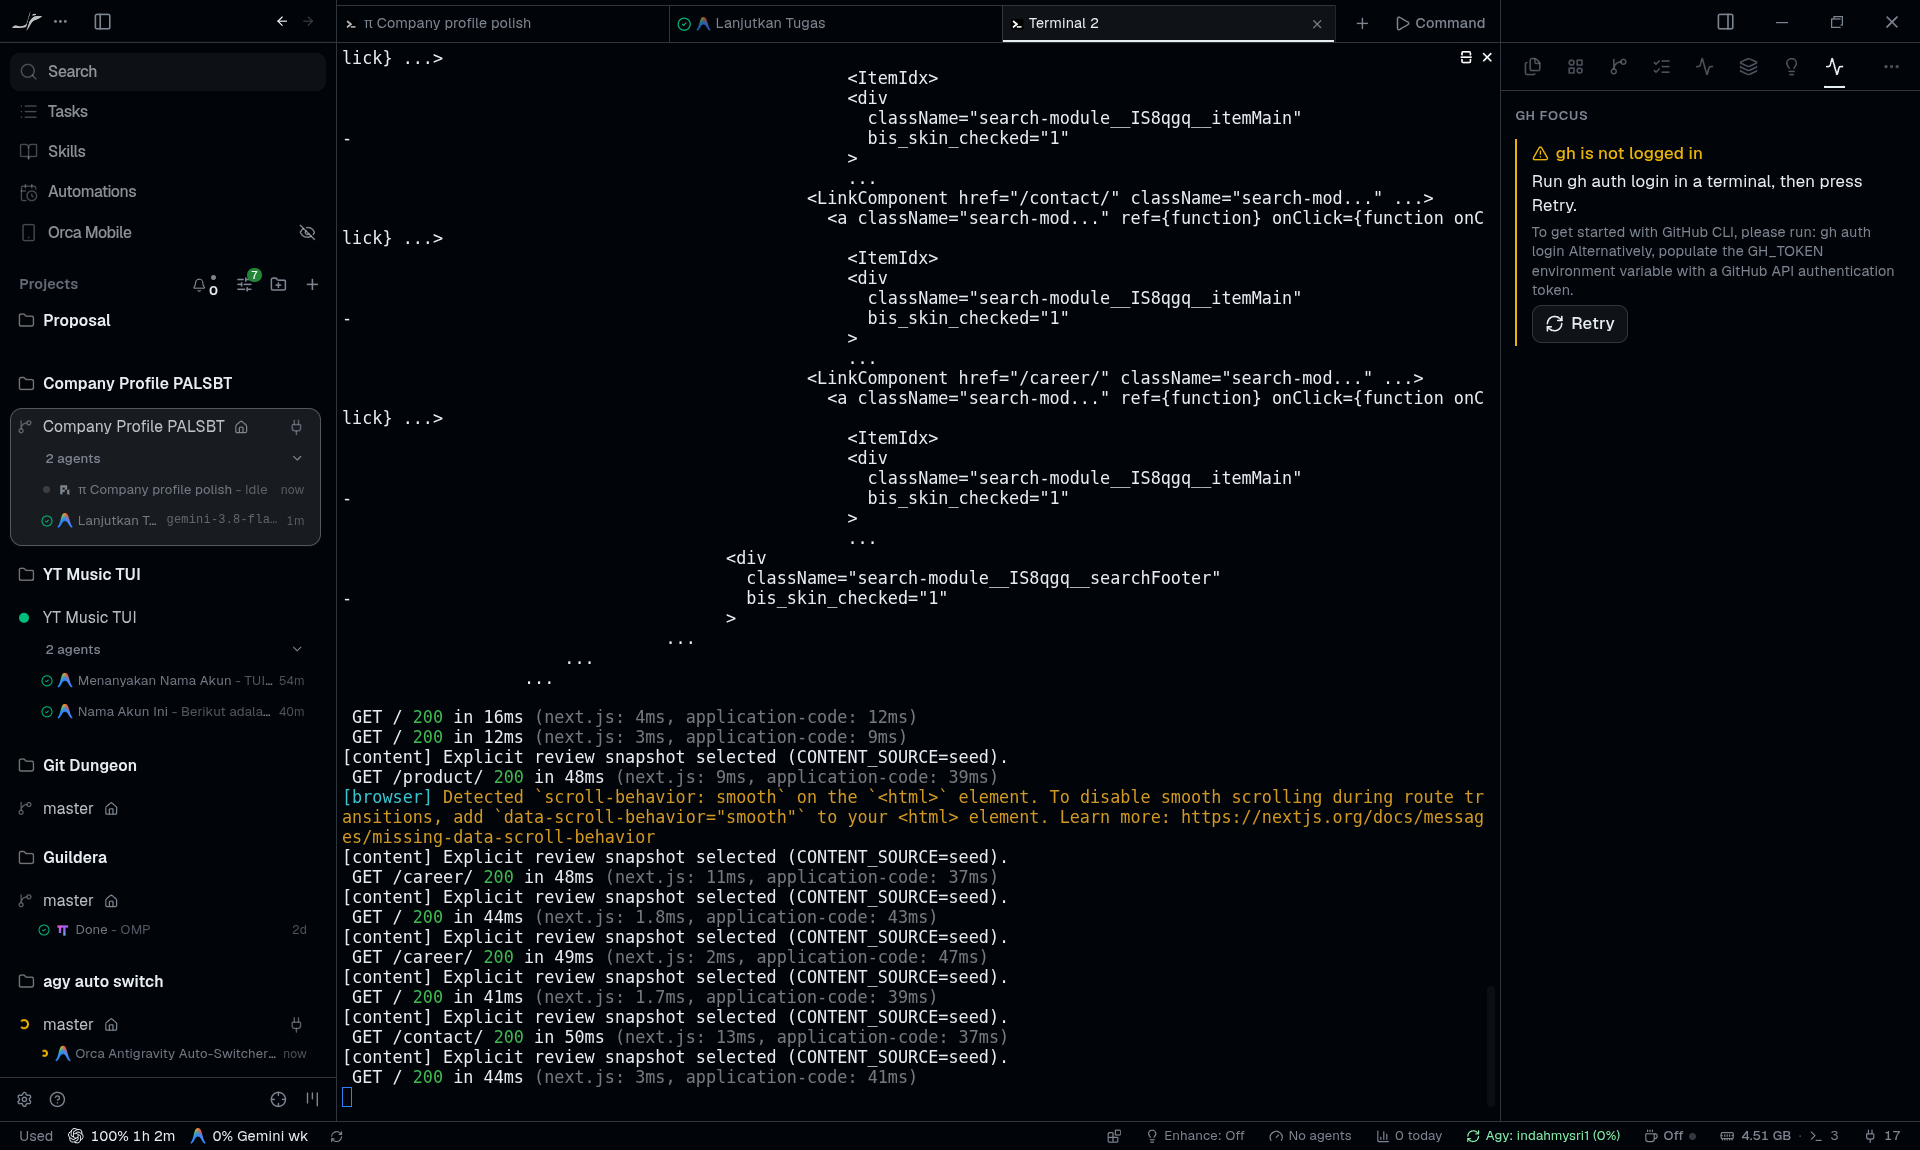 π Company profile polish
Lanjutkan Tugas
Terminal 2
Command
Search
Tasks
Skills
Automations
Orca Mobile
Projects
0
7
Proposal
Company Profile PALSBT
Company Profile PALSBT
2 agents
π Company profile polish - Idle now
Lanjutkan T... gemini-3.8-fla... 1m
YT Music TUI
YT Music TUI
2 agents
Menanyakan Nama Akun - TUI... 54m
Nama Akun Ini - Berikut adala... 40m
Git Dungeon
master
Guildera
master
Done - OMP 2d
agy auto switch
master
Orca Antigravity Auto-Switcher... now
lick} ...>
<ItemIdx>
<div
className="search-module__IS8qgq__itemMain"
- bis_skin_checked="1"
>
...
<LinkComponent href="/contact/" className="search-mod..." ...>
<a className="search-mod..." ref={function} onClick={function onC
lick} ...>
<ItemIdx>
<div
className="search-module__IS8qgq__itemMain"
- bis_skin_checked="1"
>
...
<LinkComponent href="/career/" className="search-mod..." ...>
<a className="search-mod..." ref={function} onClick={function onC
lick} ...>
<ItemIdx>
<div
className="search-module__IS8qgq__itemMain"
- bis_skin_checked="1"
>
...
<div
className="search-module__IS8qgq__searchFooter"
- bis_skin_checked="1"
>
...
...
...
GET / 200 in 16ms (next.js: 4ms, application-code: 12ms)
GET / 200 in 12ms (next.js: 3ms, application-code: 9ms)
[content] Explicit review snapshot selected (CONTENT_SOURCE=seed).
GET /product/ 200 in 48ms (next.js: 9ms, application-code: 39ms)
[browser] Detected `scroll-behavior: smooth` on the `<html>` element. To disable smooth scrolling during route tr
ansitions, add `data-scroll-behavior="smooth"` to your <html> element. Learn more: https://nextjs.org/docs/messag
es/missing-data-scroll-behavior
[content] Explicit review snapshot selected (CONTENT_SOURCE=seed).
GET /career/ 200 in 48ms (next.js: 11ms, application-code: 37ms)
[content] Explicit review snapshot selected (CONTENT_SOURCE=seed).
GET / 200 in 44ms (next.js: 1.8ms, application-code: 43ms)
[content] Explicit review snapshot selected (CONTENT_SOURCE=seed).
GET /career/ 200 in 49ms (next.js: 2ms, application-code: 47ms)
[content] Explicit review snapshot selected (CONTENT_SOURCE=seed).
GET / 200 in 41ms (next.js: 1.7ms, application-code: 39ms)
[content] Explicit review snapshot selected (CONTENT_SOURCE=seed).
GET /contact/ 200 in 50ms (next.js: 13ms, application-code: 37ms)
[content] Explicit review snapshot selected (CONTENT_SOURCE=seed).
GET / 200 in 44ms (next.js: 3ms, application-code: 41ms)
GH FOCUS
gh is not logged in
Run gh auth login in a terminal, then press
Retry.
To get started with GitHub CLI, please run: gh auth
login Alternatively, populate the GH_TOKEN
environment variable with a GitHub API authentication
token.
Retry
Used 100% 1h 2m 0% Gemini wk
Enhance: Off No agents 0 today Agy: indahmysri1 (0%) Off 4.51 GB · 3 17